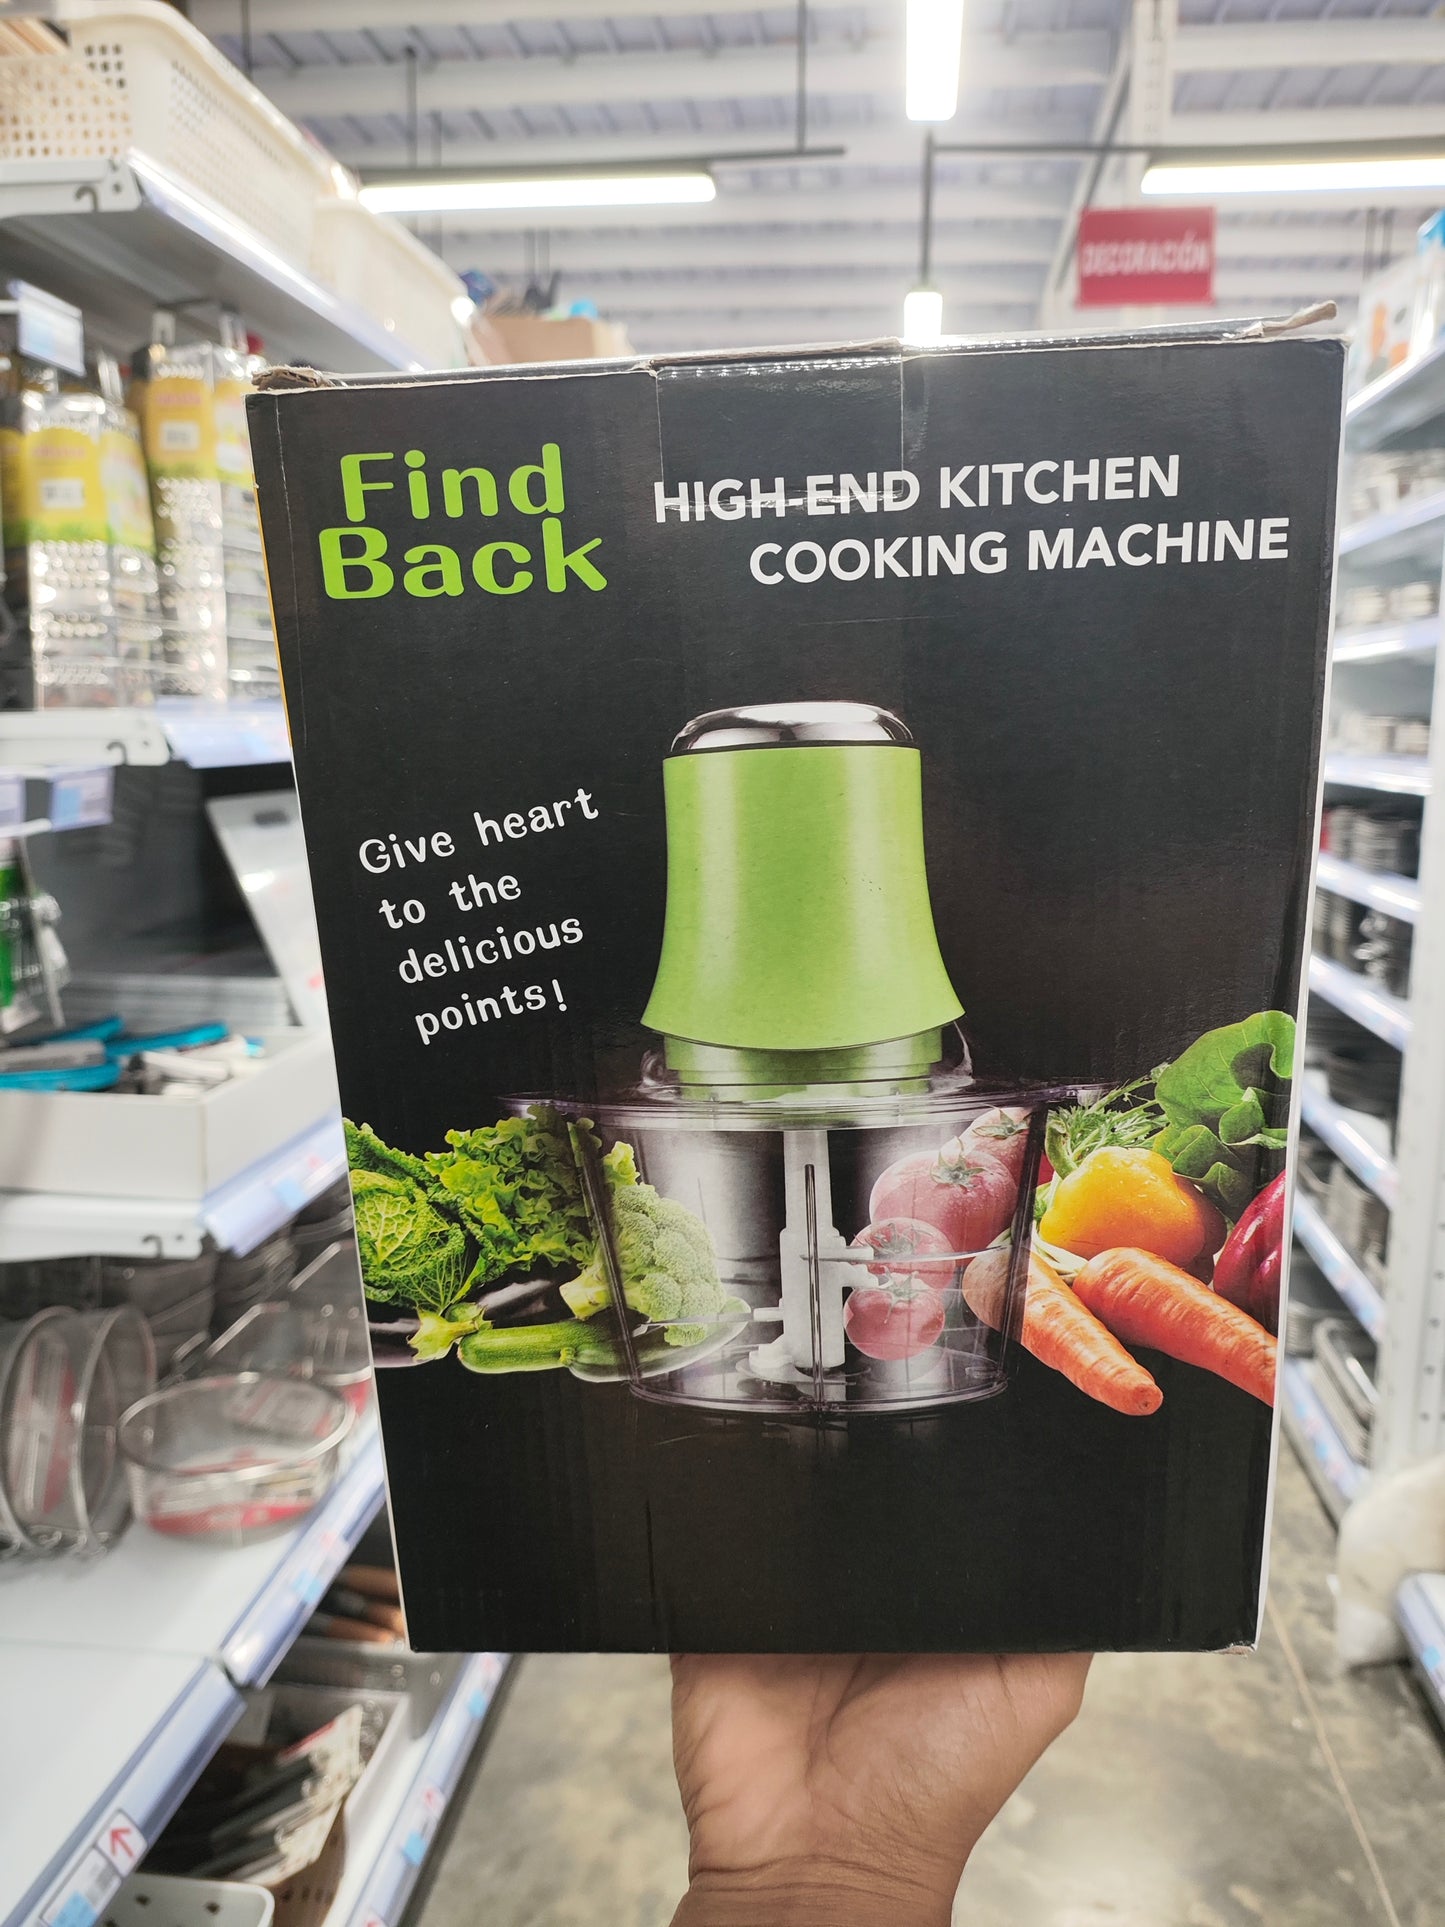 DECORACIÓN
Find
Back
HIGH-END KITCHEN
COOKING MACHINE
Give heart
to the
delicious
points!